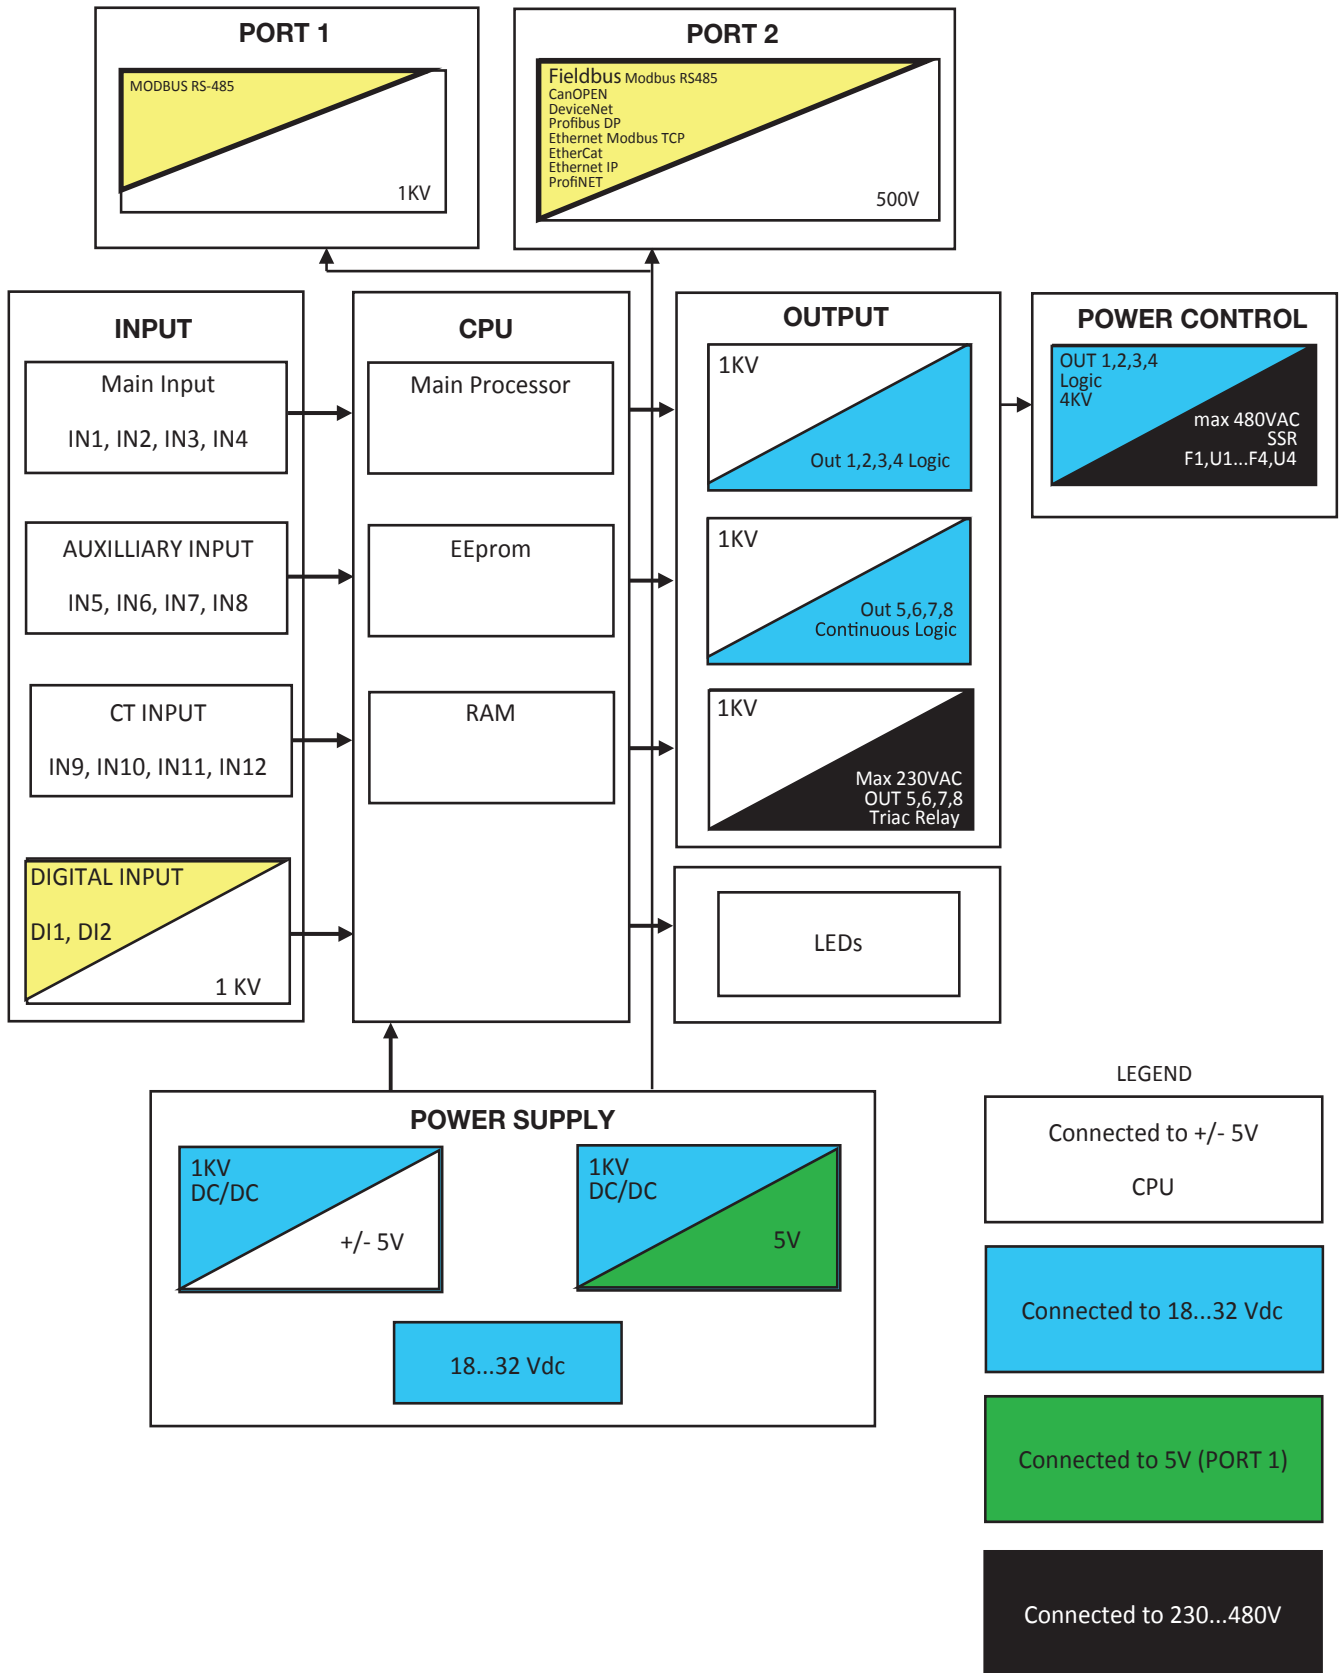 PORT 1
MODBUS RS-485
1KV
PORT 2
Fieldbus Modbus RS485
CanOPEN
DeviceNet
Profibus DP
Ethernet Modbus TCP
EtherCat
Ethernet IP
ProfiNET
500V
INPUT
Main Input
IN1, IN2, IN3, IN4
AUXILLIARY INPUT
IN5, IN6, IN7, IN8
CT INPUT
IN9, IN10, IN11, IN12
DIGITAL INPUT
DI1, DI2
1 KV
CPU
Main Processor
EEprom
RAM
OUTPUT
1KV
Out 1,2,3,4 Logic
1KV
Out 5,6,7,8
Continuous Logic
1KV
Max 230VAC
OUT 5,6,7,8
Triac Relay
LEDs
POWER CONTROL
OUT 1,2,3,4
Logic
4KV
max 480VAC
SSR
F1,U1...F4,U4
POWER SUPPLY
1KV
DC/DC
+/- 5V
1KV
DC/DC
5V
18...32 Vdc
LEGEND
Connected to +/- 5V
CPU
Connected to 18...32 Vdc
Connected to 5V (PORT 1)
Connected to 230...480V